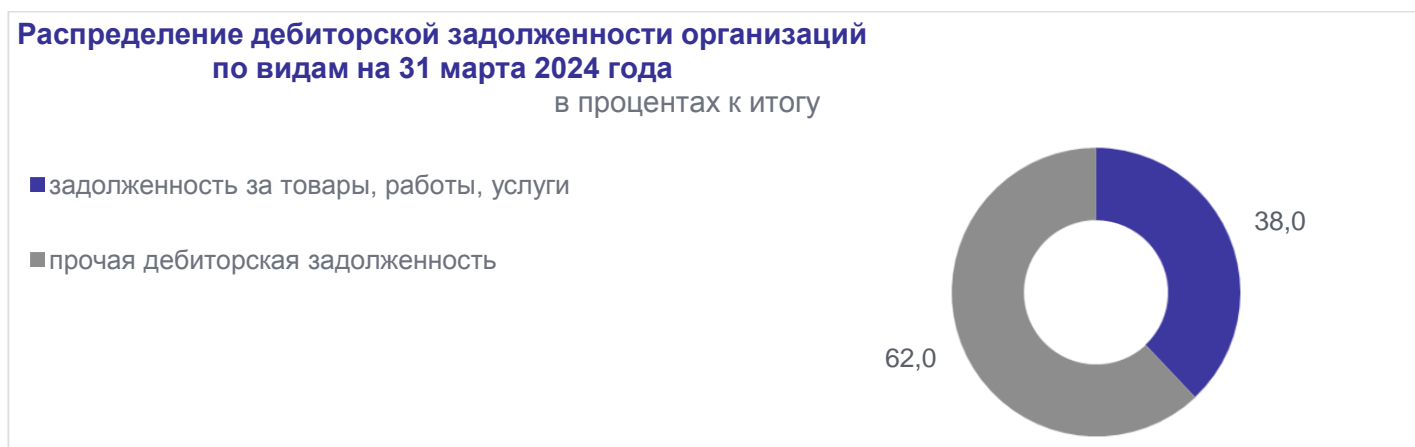 Распределение дебиторской задолженности организаций
по видам на 31 марта 2024 года
в процентах к итогу
задолженность за товары, работы, услуги
прочая дебиторская задолженность
38,0
62,0